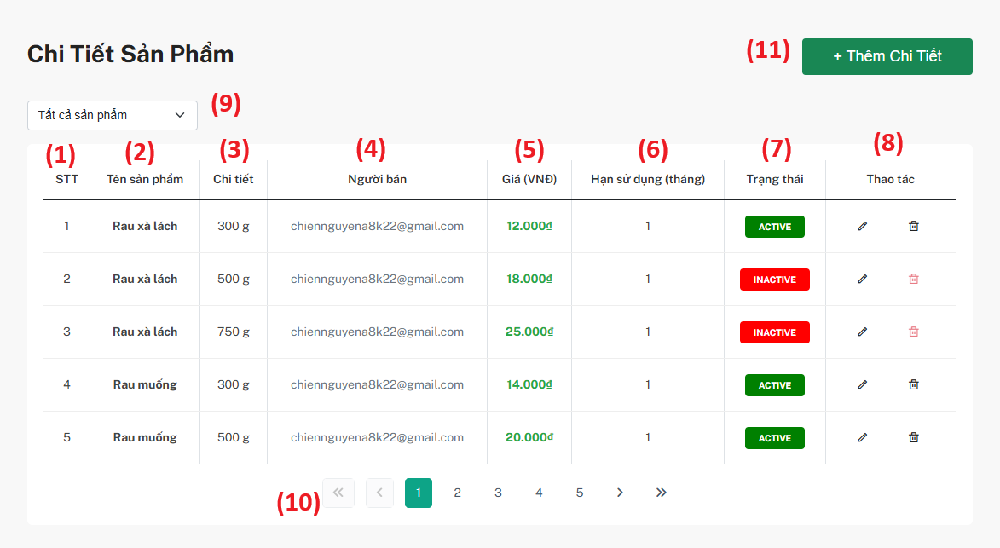 Chi Tiết Sản Phẩm
(11)
+ Thêm Chi Tiết
Tất cả sản phẩm
(9)
(1) (2) (3) (4) (5) (6) (7) (8)
STT Tên sản phẩm Chi tiết Người bán Giá (VNĐ) Hạn sử dụng (tháng) Trạng thái Thao tác
1 Rau xà lách 300 g chiennguyena8k22@gmail.com 12.000₫ 1 ACTIVE
2 Rau xà lách 500 g chiennguyena8k22@gmail.com 18.000₫ 1 INACTIVE
3 Rau xà lách 750 g chiennguyena8k22@gmail.com 25.000₫ 1 INACTIVE
4 Rau muống 300 g chiennguyena8k22@gmail.com 14.000₫ 1 ACTIVE
5 Rau muống 500 g chiennguyena8k22@gmail.com 20.000₫ 1 ACTIVE
(10) « ‹ 1 2 3 4 5 › »